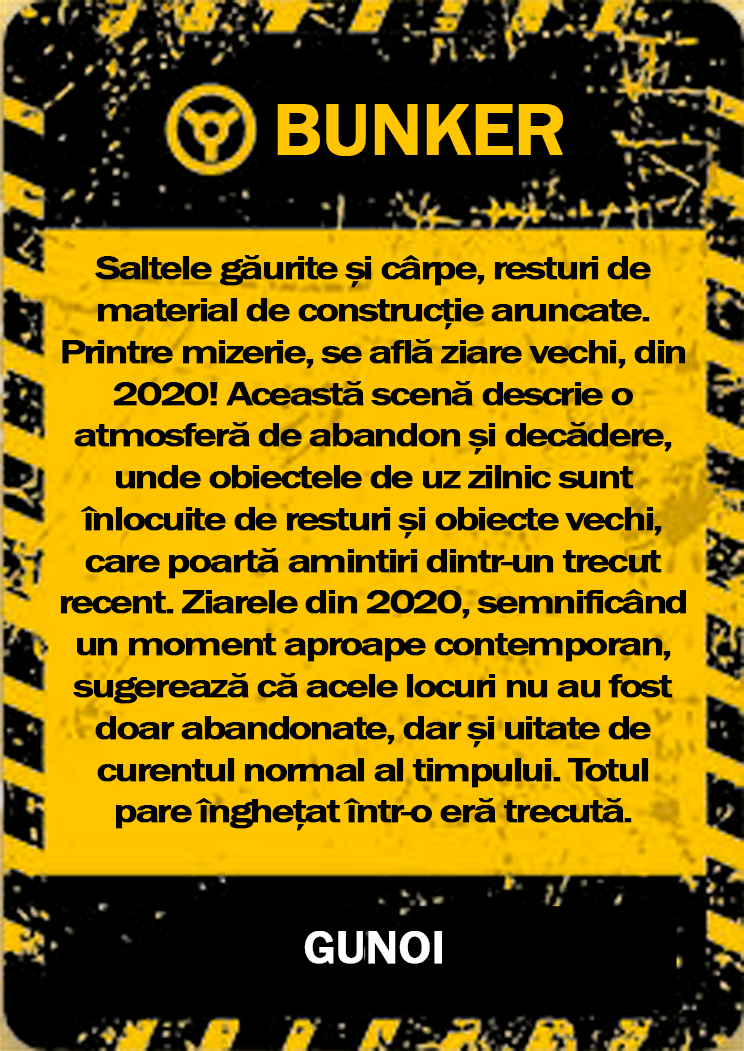 BUNKER
Saltele găurite și cârpe, resturi de
material de construcție aruncate.
Printre mizerie, se află ziare vechi, din
2020! Această scenă descrie o
atmosferă de abandon și decădere,
unde obiectele de uz zilnic sunt
înlocuite de resturi și obiecte vechi,
care poartă amintiri dintr-un trecut
recent. Ziarele din 2020, semnificând
un moment aproape contemporan,
sugerează că acele locuri nu au fost
doar abandonate, dar și uitate de
curentul normal al timpului. Totul
pare înghețat într-o eră trecută.
GUNOI